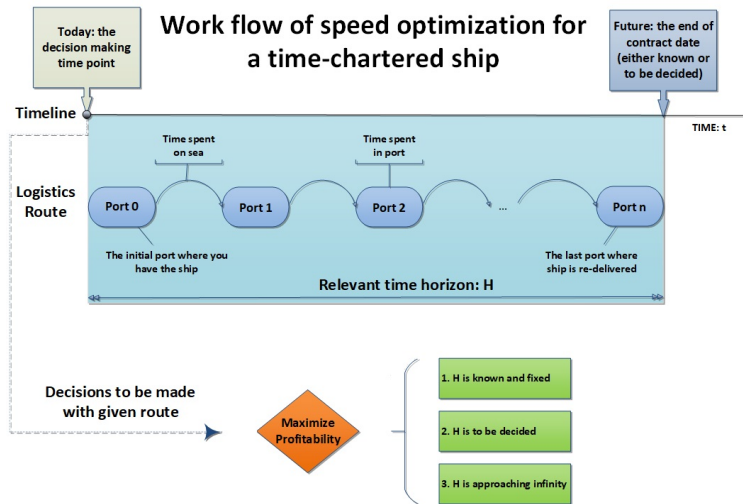 Work flow of speed optimization for
a time-chartered ship
Today: the
decision making
time point
Future: the end of
contract date
(either known or
to be decided)
Timeline
TIME: t
Time spent
on sea
Time spent
in port
Logistics
Route
Port 0
Port 1
Port 2
...
Port n
The initial port where you
have the ship
The last port where
ship is re-delivered
Relevant time horizon: H
Decisions to be made
with given route
Maximize
Profitability
1. H is known and fixed
2. H is to be decided
3. H is approaching infinity